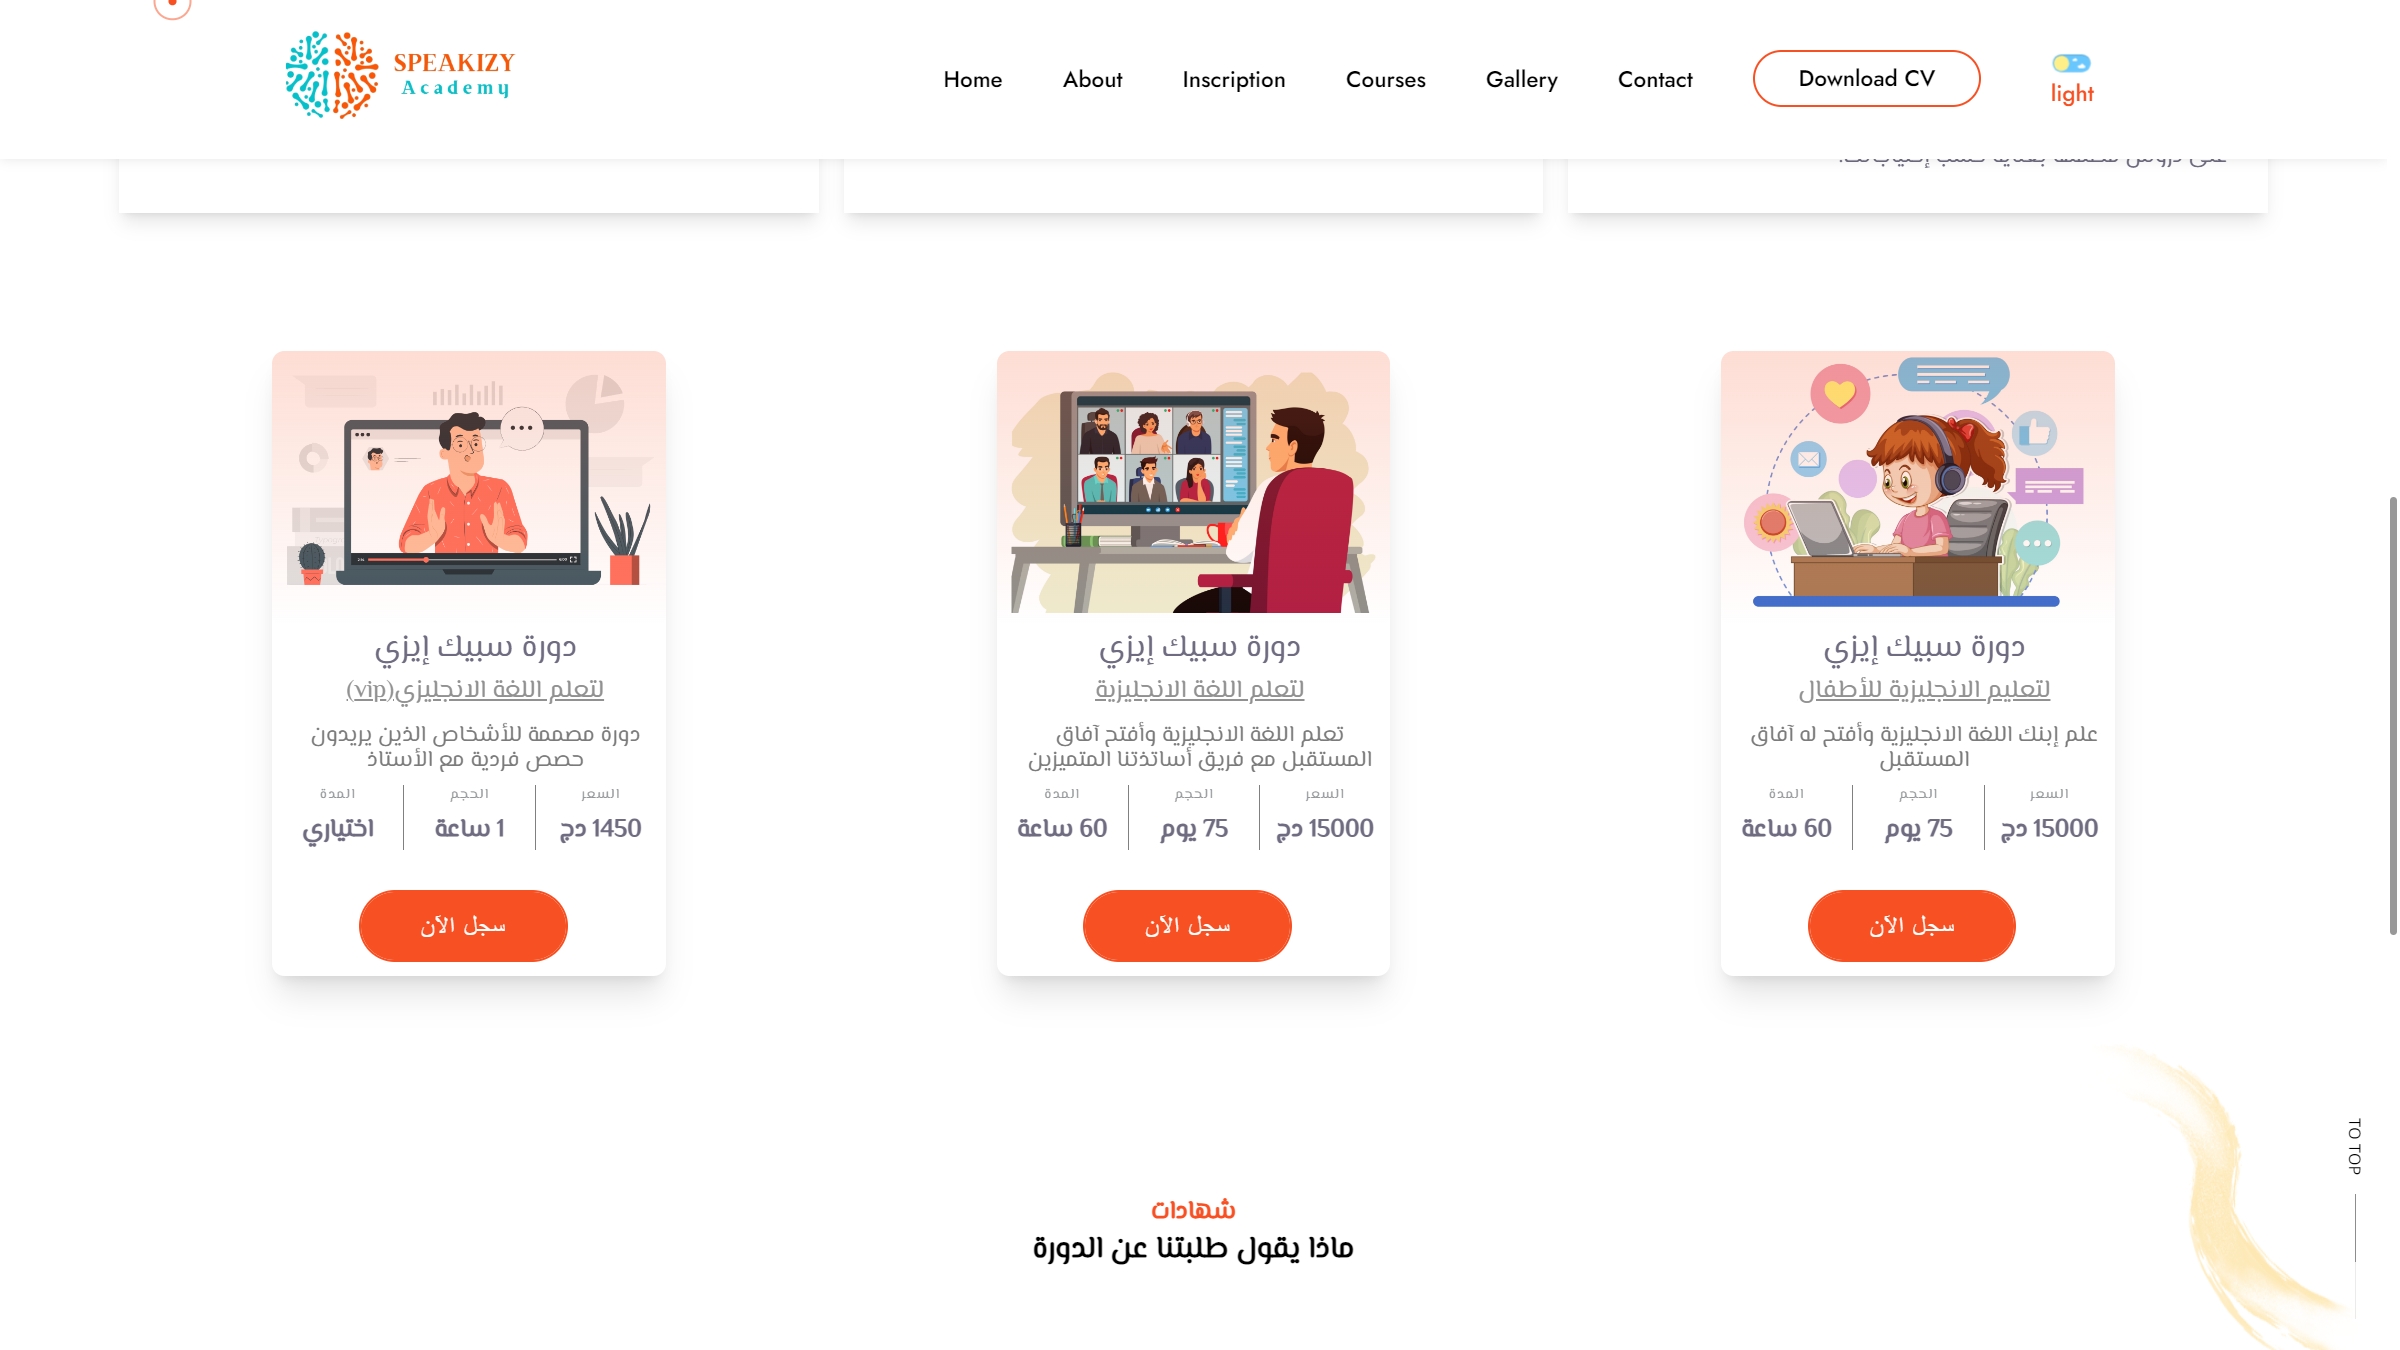 SPEAKIZY
Academy
Home
About
Inscription
Courses
Gallery
Contact
Download CV
light
دورة سبيك إيزي
لتعليم الانجليزية للأطفال
علم إبنك اللغة الانجليزية وأفتح له آفاق
المستقبل
السعر
الحجم
المدة
15000 دج
75 يوم
60 ساعة
سجل الآن
دورة سبيك إيزي
لتعلم اللغة الانجليزية
تعلم اللغة الانجليزية وأفتح آفاق
المستقبل مع فريق أساتذتنا المتميزين
السعر
الحجم
المدة
15000 دج
75 يوم
60 ساعة
سجل الآن
دورة سبيك إيزي
لتعلم اللغة الانجليزي(vip)
دورة مصممة للأشخاص الذين يريدون
حصص فردية مع الأستاذ
السعر
الحجم
المدة
1450 دج
1 ساعة
اختياري
سجل الآن
شهادات
ماذا يقول طلبتنا عن الدورة
TO TOP